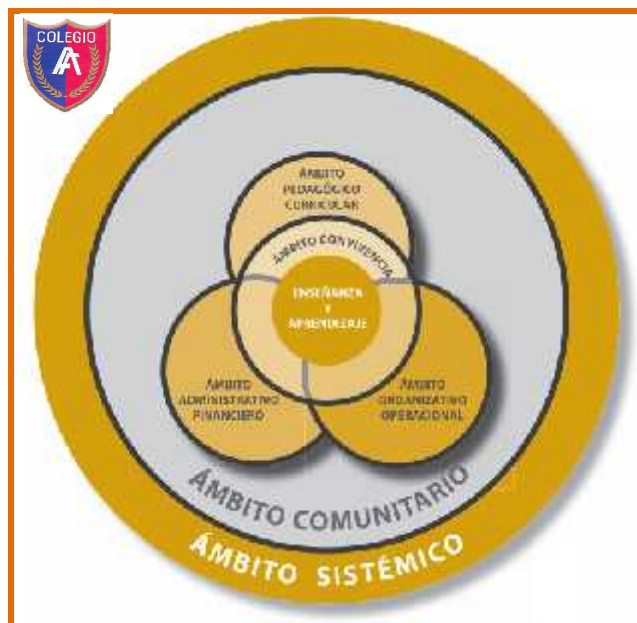 COLEGIO
ÁMBITO
PEDAGÓGICO
CURRICULAR
ÁMBITO CONVIVENCIA
ENSEÑANZA
Y
APRENDIZAJE
ÁMBITO
ADMINISTRATIVO
FINANCIERO
ÁMBITO
ORGANIZATIVO
OPERACIONAL
ÁMBITO COMUNITARIO
ÁMBITO SISTÉMICO